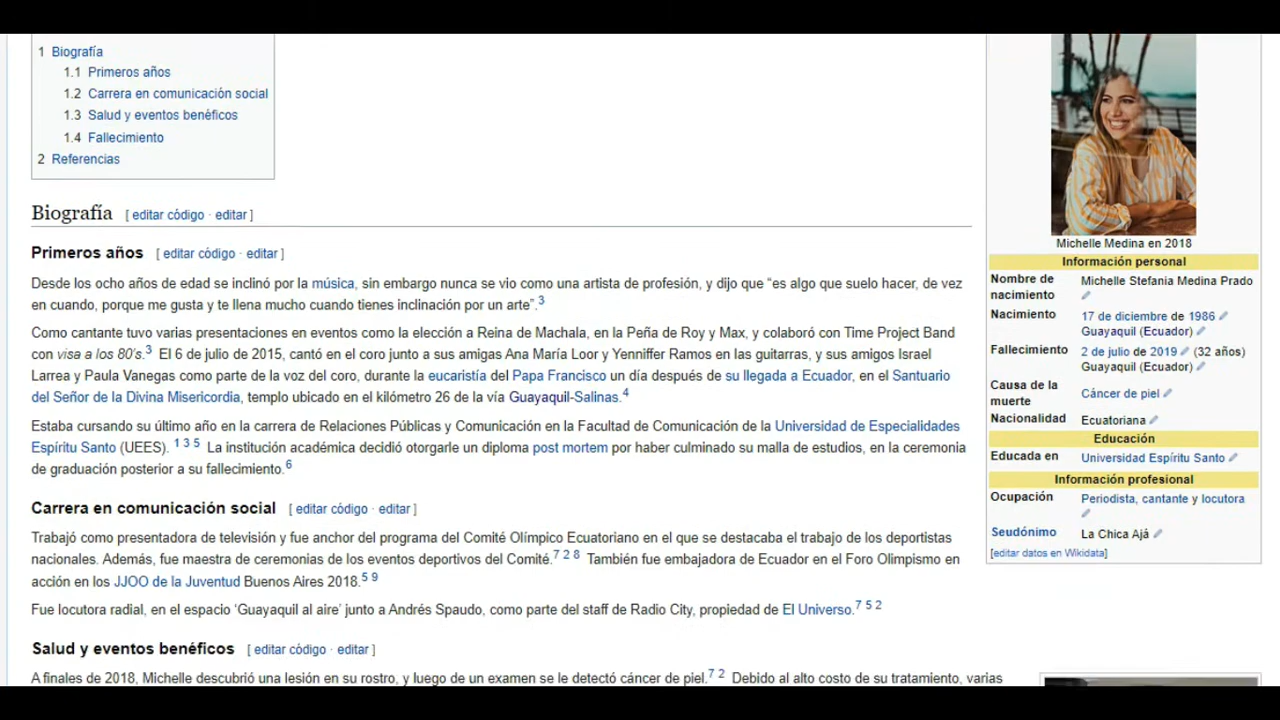 1 Biografía
1.1 Primeros años
1.2 Carrera en comunicación social
1.3 Salud y eventos benéficos
1.4 Fallecimiento
2 Referencias
Biografía [ editar código · editar ]
Primeros años [ editar código · editar ]
Desde los ocho años de edad se inclinó por la música, sin embargo nunca se vio como una artista de profesión, y dijo que “es algo que suelo hacer, de vez
en cuando, porque me gusta y te llena mucho cuando tienes inclinación por un arte”.3
Como cantante tuvo varias presentaciones en eventos como la elección a Reina de Machala, en la Peña de Roy y Max, y colaboró con Time Project Band
con visa a los 80's.3 El 6 de julio de 2015, cantó en el coro junto a sus amigas Ana María Loor y Yenniffer Ramos en las guitarras, y sus amigos Israel
Larrea y Paula Vanegas como parte de la voz del coro, durante la eucaristía del Papa Francisco un día después de su llegada a Ecuador, en el Santuario
del Señor de la Divina Misericordia, templo ubicado en el kilómetro 26 de la vía Guayaquil-Salinas.4
Estaba cursando su último año en la carrera de Relaciones Públicas y Comunicación en la Facultad de Comunicación de la Universidad de Especialidades
Espíritu Santo (UEES). 1 3 5 La institución académica decidió otorgarle un diploma post mortem por haber culminado su malla de estudios, en la ceremonia
de graduación posterior a su fallecimiento.6
Carrera en comunicación social [ editar código · editar ]
Trabajó como presentadora de televisión y fue anchor del programa del Comité Olímpico Ecuatoriano en el que se destacaba el trabajo de los deportistas
nacionales. Además, fue maestra de ceremonias de los eventos deportivos del Comité.7 2 8 También fue embajadora de Ecuador en el Foro Olimpismo en
acción en los JJOO de la Juventud Buenos Aires 2018.5 9
Fue locutora radial, en el espacio ‘Guayaquil al aire’ junto a Andrés Spaudo, como parte del staff de Radio City, propiedad de El Universo.7 5 2
Salud y eventos benéficos [ editar código · editar ]
A finales de 2018, Michelle descubrió una lesión en su rostro, y luego de un examen se le detectó cáncer de piel.7 2 Debido al alto costo de su tratamiento, varias
Michelle Medina en 2018
Información personal
Nombre de nacimiento Michelle Stefania Medina Prado
Nacimiento 17 de diciembre de 1986
Guayaquil (Ecuador)
Fallecimiento 2 de julio de 2019 (32 años)
Guayaquil (Ecuador)
Causa de la muerte Cáncer de piel
Nacionalidad Ecuatoriana
Educación
Educada en Universidad Espíritu Santo
Información profesional
Ocupación Periodista, cantante y locutora
Seudónimo La Chica Ajá
[editar datos en Wikidata]